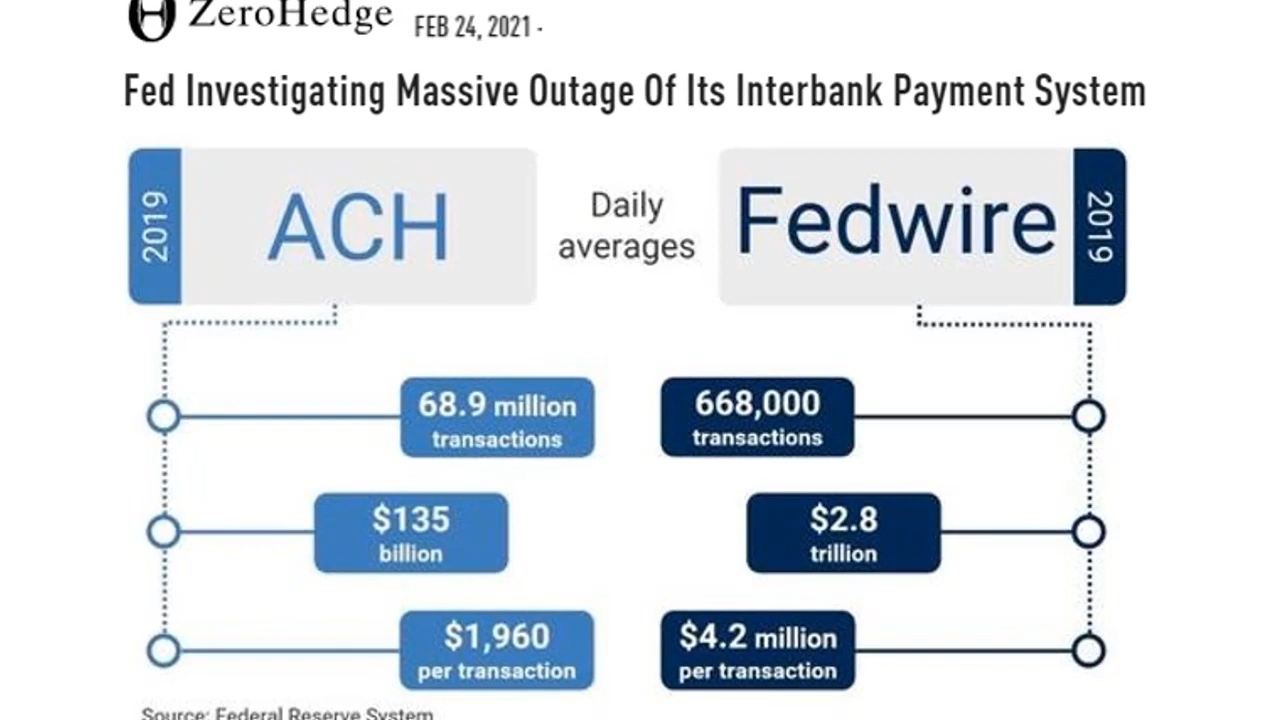 ZeroHedge FEB 24, 2021 -
Fed Investigating Massive Outage Of Its Interbank Payment System
2019
ACH
Daily
averages
Fedwire
2019
68.9 million
transactions
668,000
transactions
$135
billion
$2.8
trillion
$1,960
per transaction
$4.2 million
per transaction
Source: Federal Reserve System